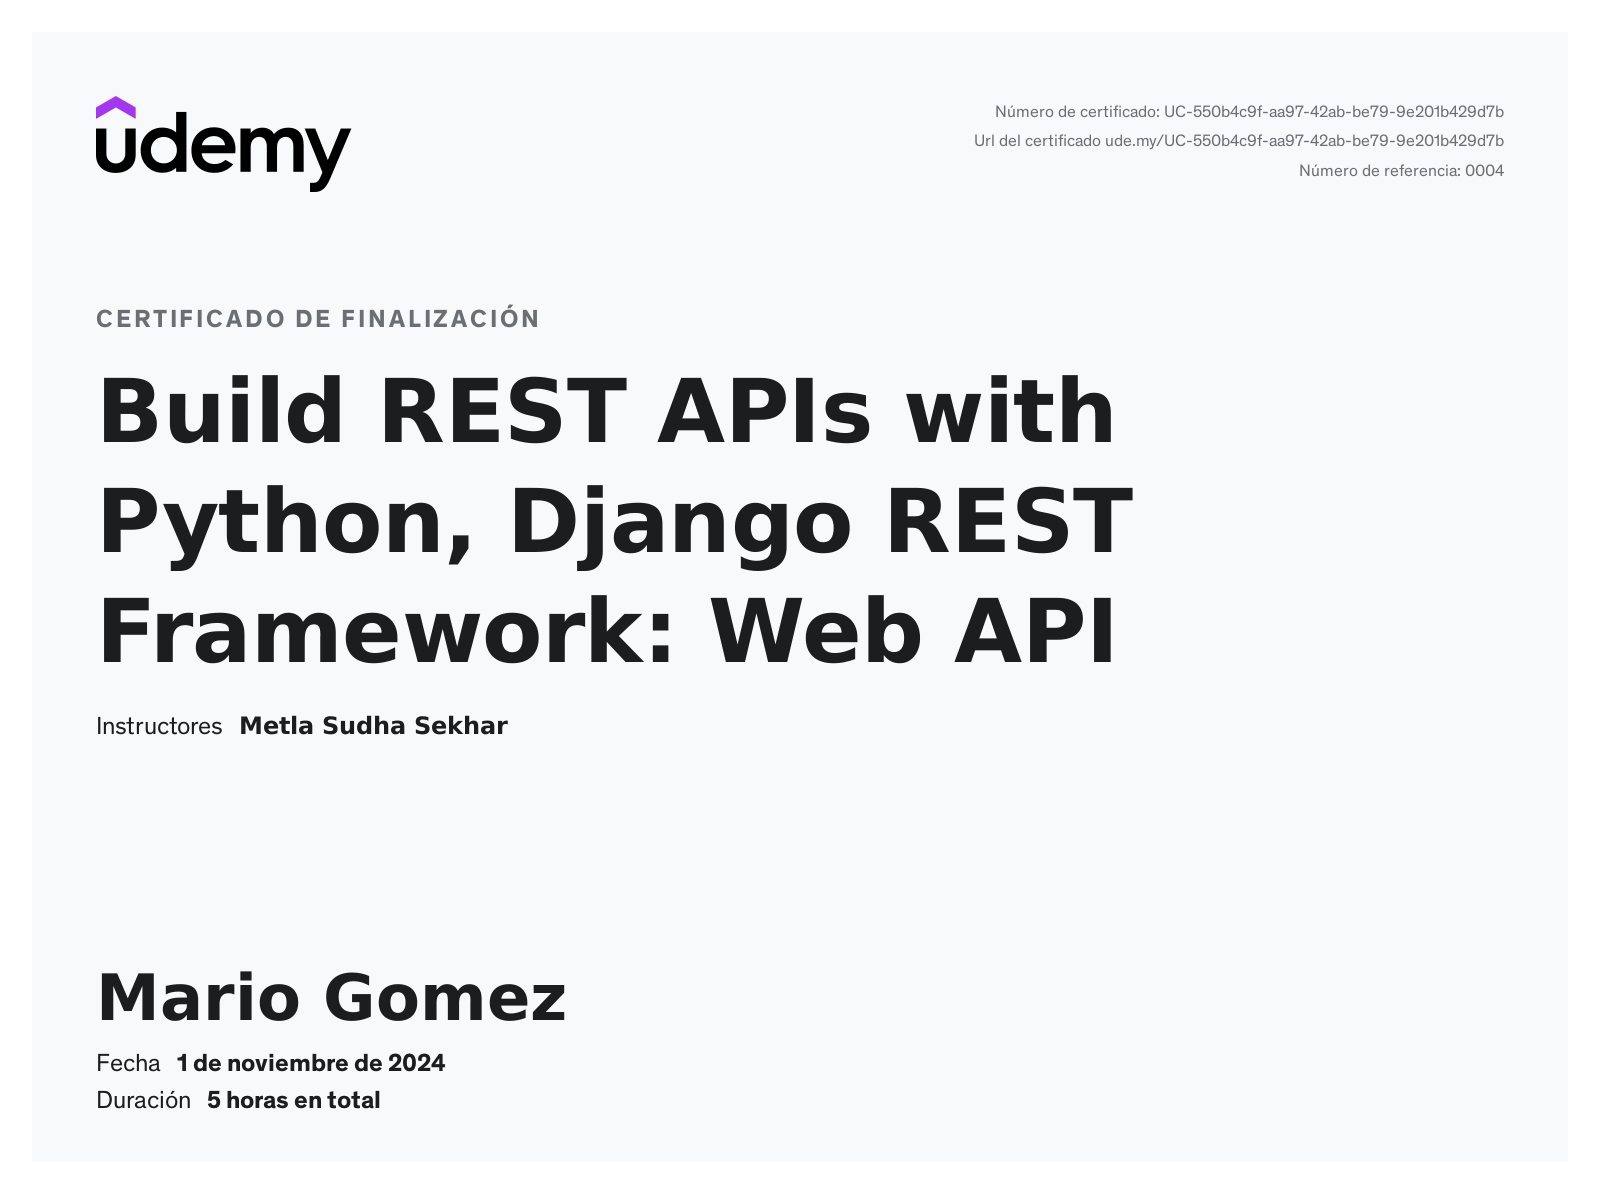 udemy
Número de certificado: UC-550b4c9f-aa97-42ab-be79-9e201b429d7b
Url del certificado ude.my/UC-550b4c9f-aa97-42ab-be79-9e201b429d7b
Número de referencia: 0004
CERTIFICADO DE FINALIZACIÓN
Build REST APIs with
Python, Django REST
Framework: Web API
Instructores Metla Sudha Sekhar
Mario Gomez
Fecha 1 de noviembre de 2024
Duración 5 horas en total